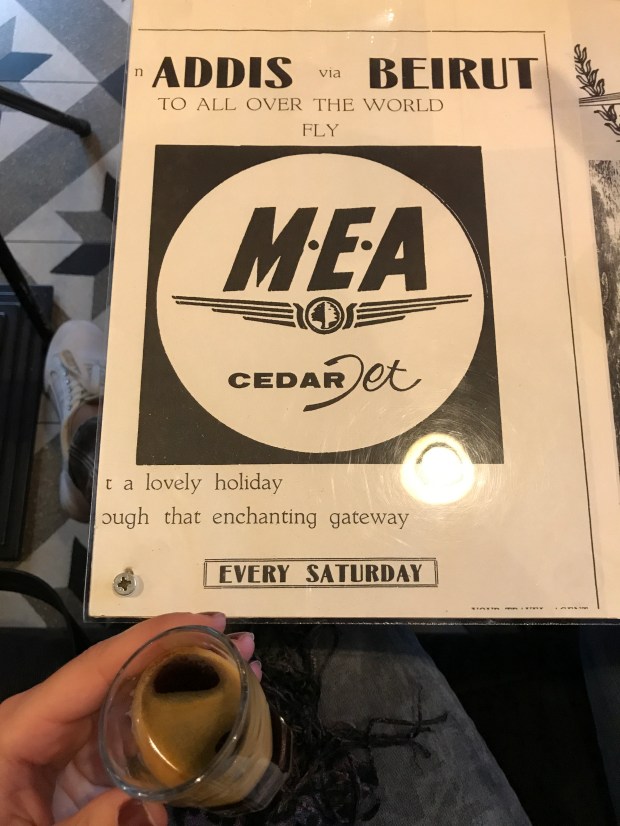 n ADDIS via BEIRUT
TO ALL OVER THE WORLD
FLY
M·E·A
CEDAR Jet
t a lovely holiday
ough that enchanting gateway
EVERY SATURDAY